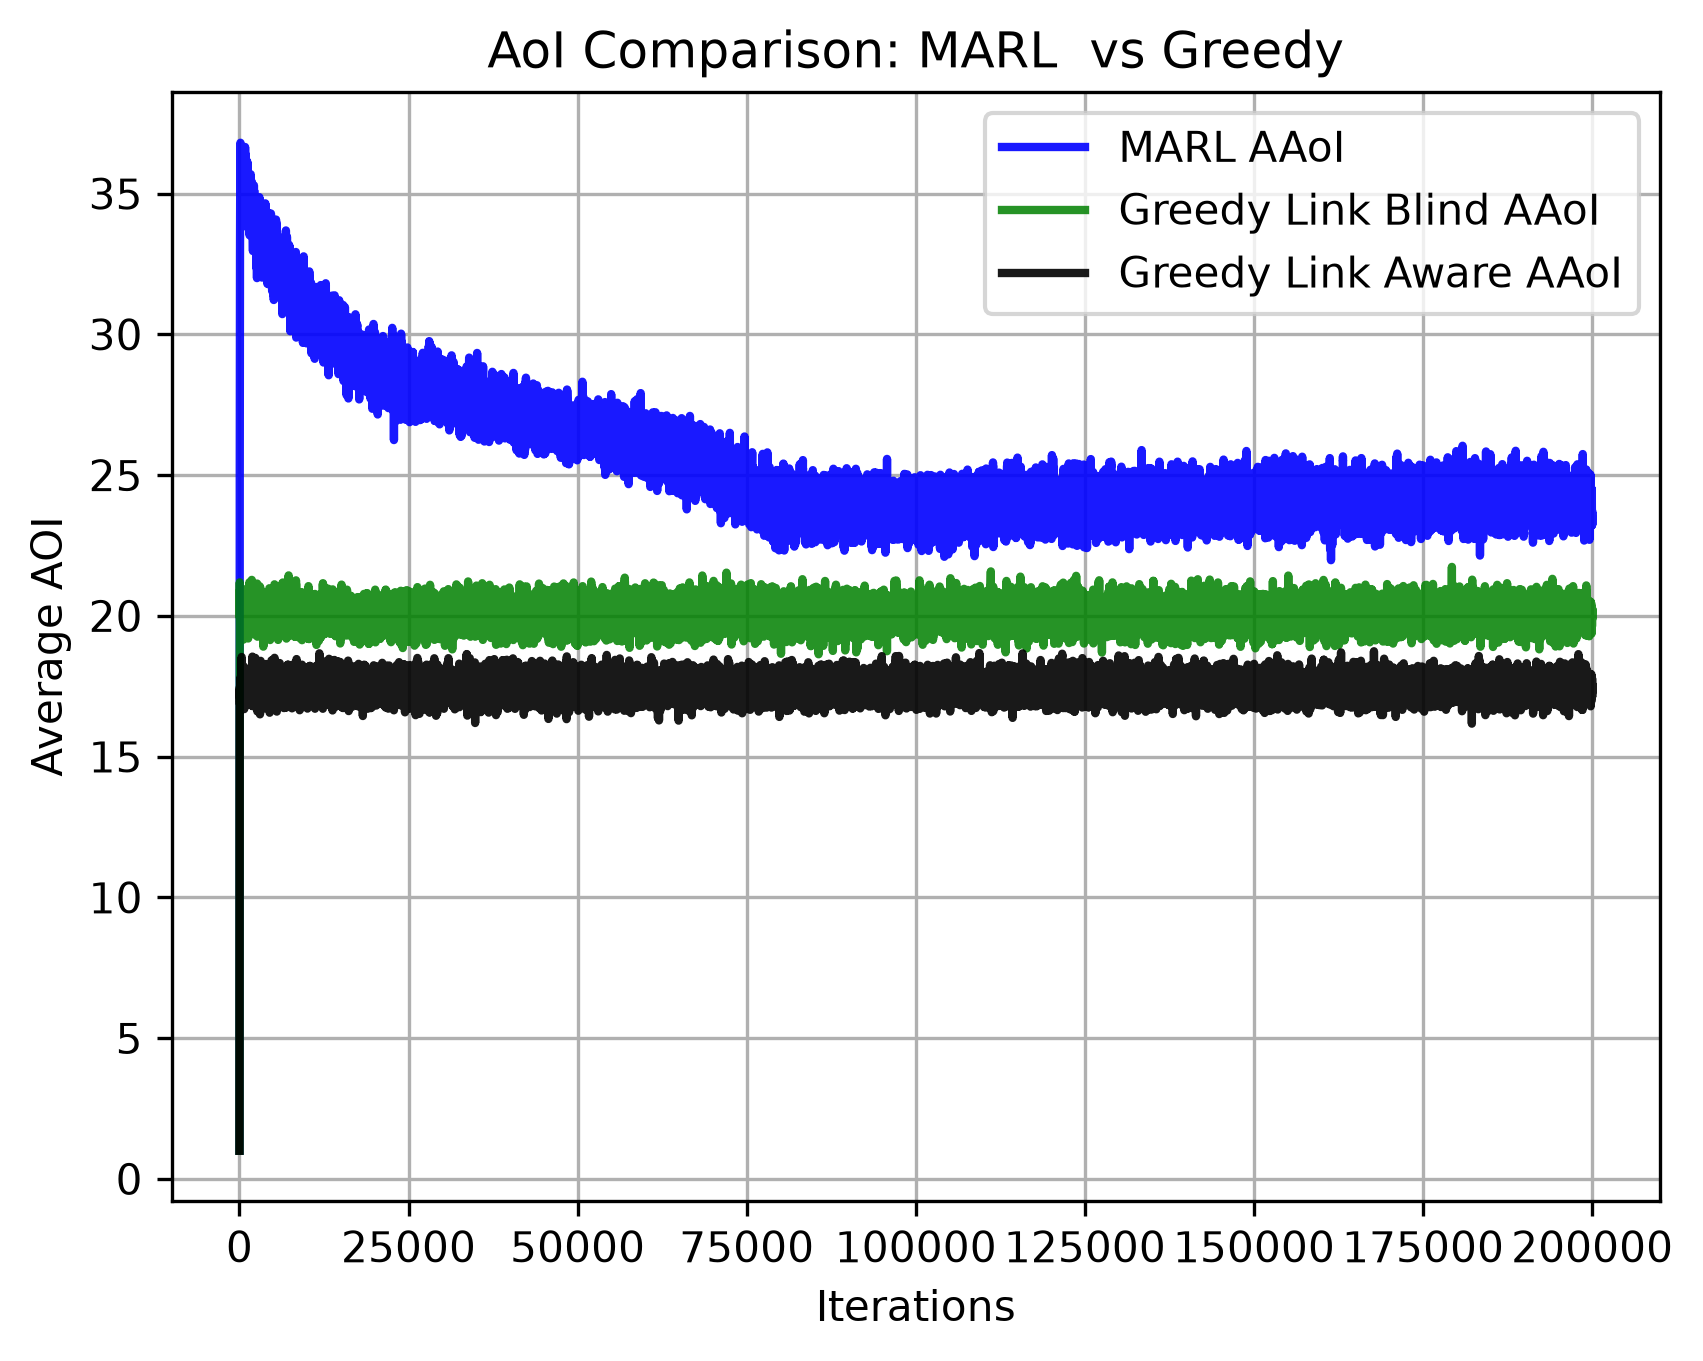 AoI Comparison: MARL  vs Greedy
MARL AAoI
Greedy Link Blind AAoI
Greedy Link Aware AAoI
Average AOI
35
30
25
20
15
10
5
0
0 25000 50000 75000 100000 125000 150000 175000 200000
Iterations